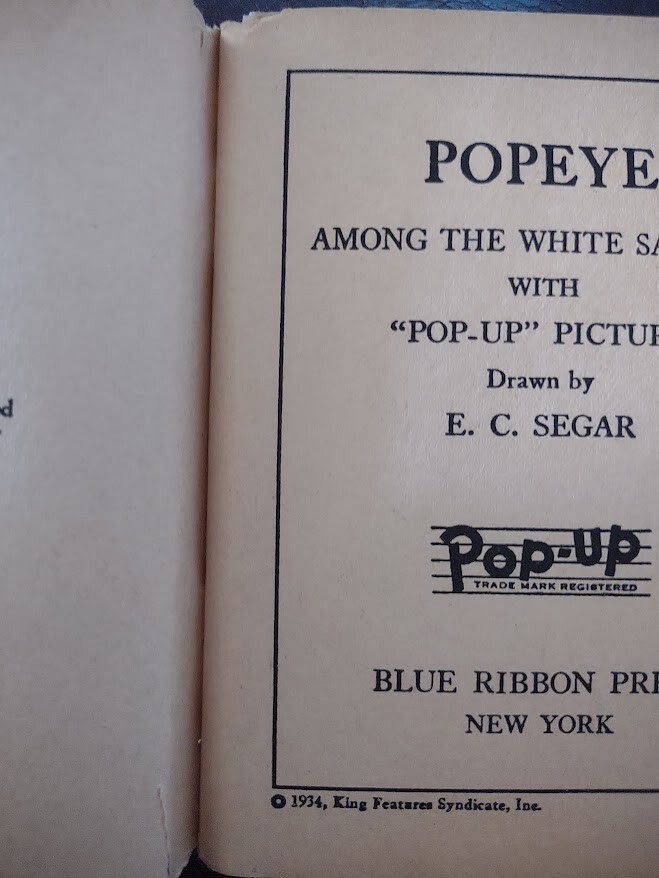 POPEYE
AMONG THE WHITE SA
WITH
“POP-UP” PICTUR
Drawn by
E. C. SEGAR
Pop-up
TRADE MARK REGISTERED
BLUE RIBBON PRE
NEW YORK
© 1934, King Features Syndicate, Inc.